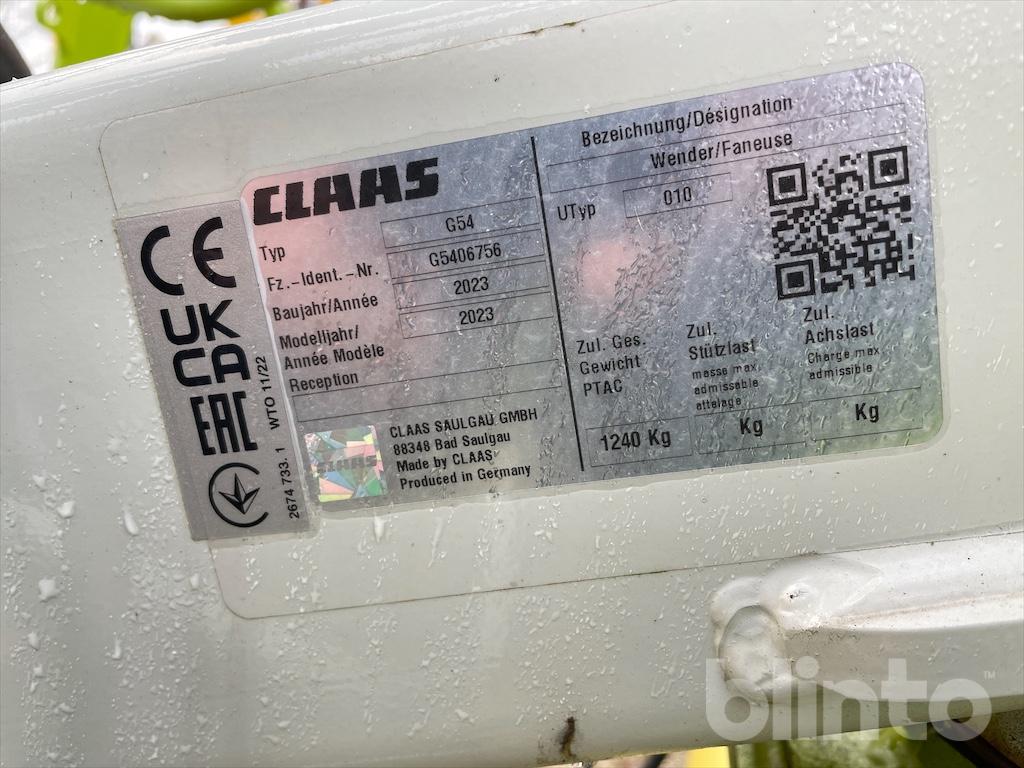 CE
UK
CA
EAC
2674 733. 1 WTO 11/22
CLAAS
Typ G54
Fz.-Ident.-Nr. G5406756
Baujahr/Année 2023
Modelljahr/
Année Modèle 2023
Reception
CLAAS
CLAAS SAULGAU GMBH
88348 Bad Saulgau
Made by CLAAS
Produced in Germany
Bezeichnung/Désignation
Wender/Faneuse
UTyp 010
Zul. Ges.
Gewicht
PTAC
1240 Kg
Zul.
Stützlast
masse max
admissable
attelage
Kg
Zul.
Achslast
Charge max
admissible
Kg
blinto™